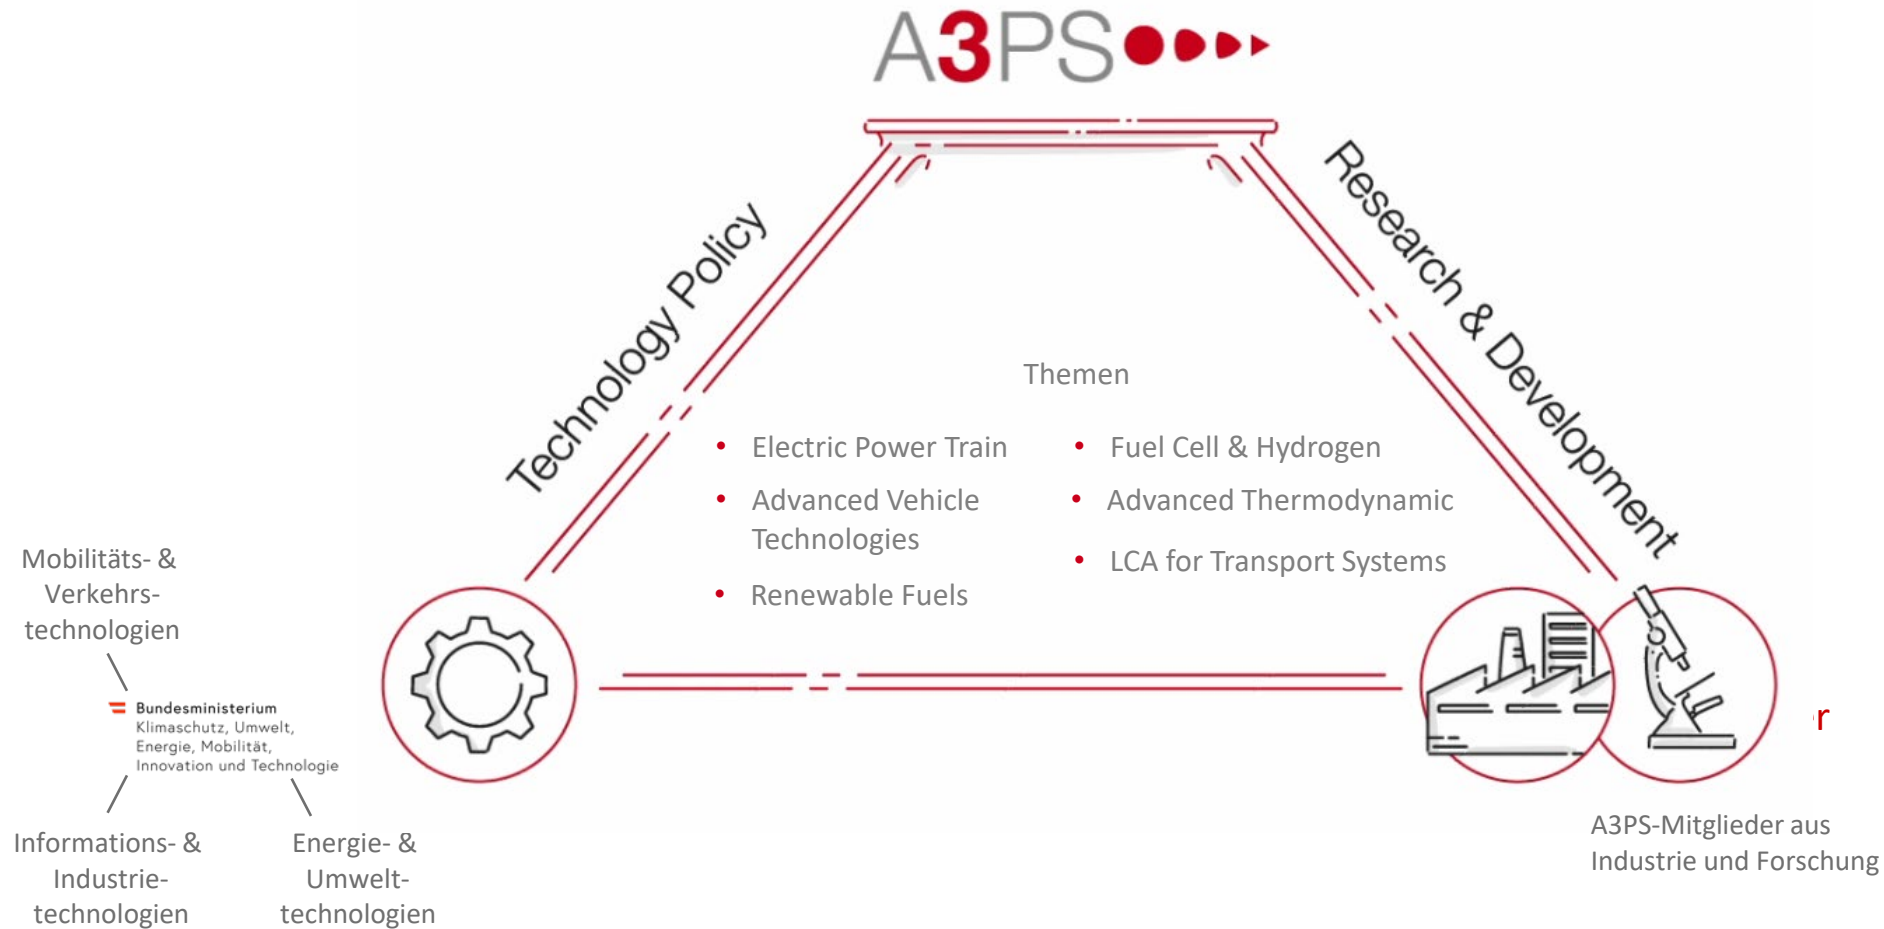 A3PS
Technology Policy
Research & Development
Themen
• Electric Power Train
• Advanced Vehicle
Technologies
• Renewable Fuels
• Fuel Cell & Hydrogen
• Advanced Thermodynamic
• LCA for Transport Systems
Mobilitäts- &
Verkehrs-
technologien
Bundesministerium
Klimaschutz, Umwelt,
Energie, Mobilität,
Innovation und Technologie
Informations- &
Industrie-
technologien
Energie- &
Umwelt-
technologien
r
A3PS-Mitglieder aus
Industrie und Forschung